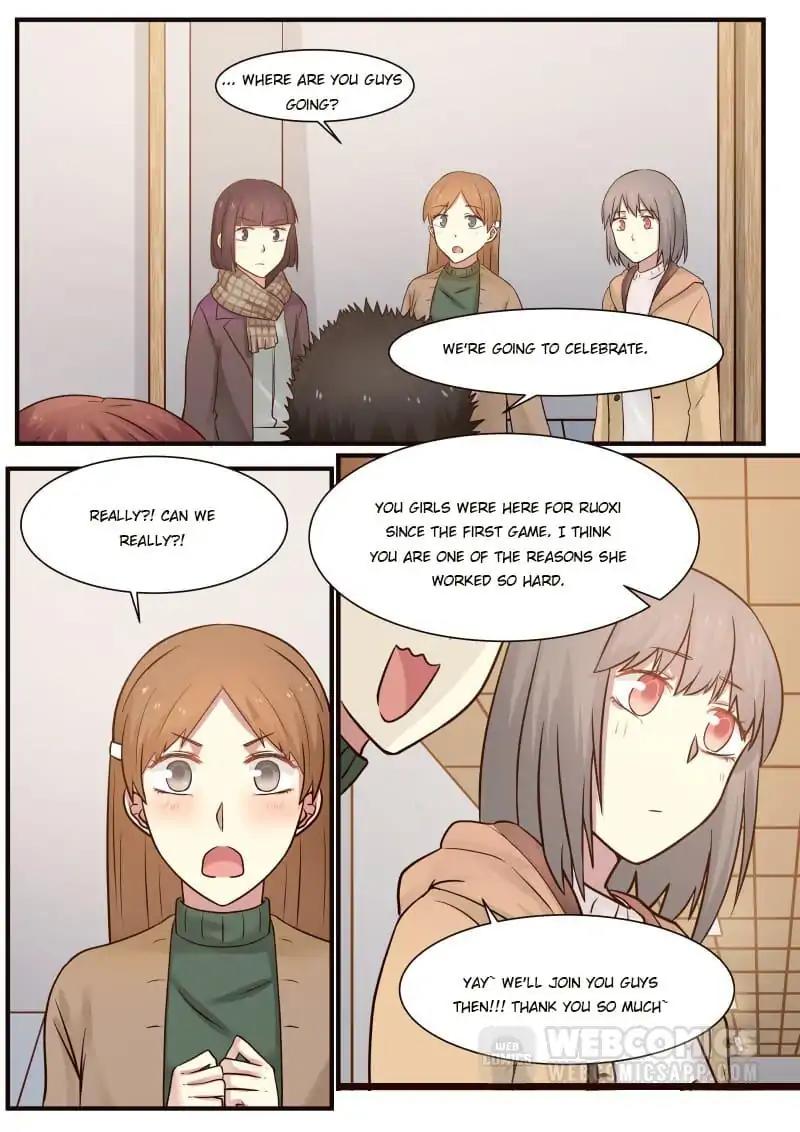 ... WHERE ARE YOU GUYS
GOING?
WE'RE GOING TO CELEBRATE.
REALLY?! CAN WE
REALLY?!
YOU GIRLS WERE HERE FOR RUOXI
SINCE THE FIRST GAME. I THINK
YOU ARE ONE OF THE REASONS SHE
WORKED SO HARD.
YAY~ WE'LL JOIN YOU GUYS
THEN!!! THANK YOU SO MUCH~
WEB
COMICS
WEBCOMICS
WEBCOMICSAPP.COM